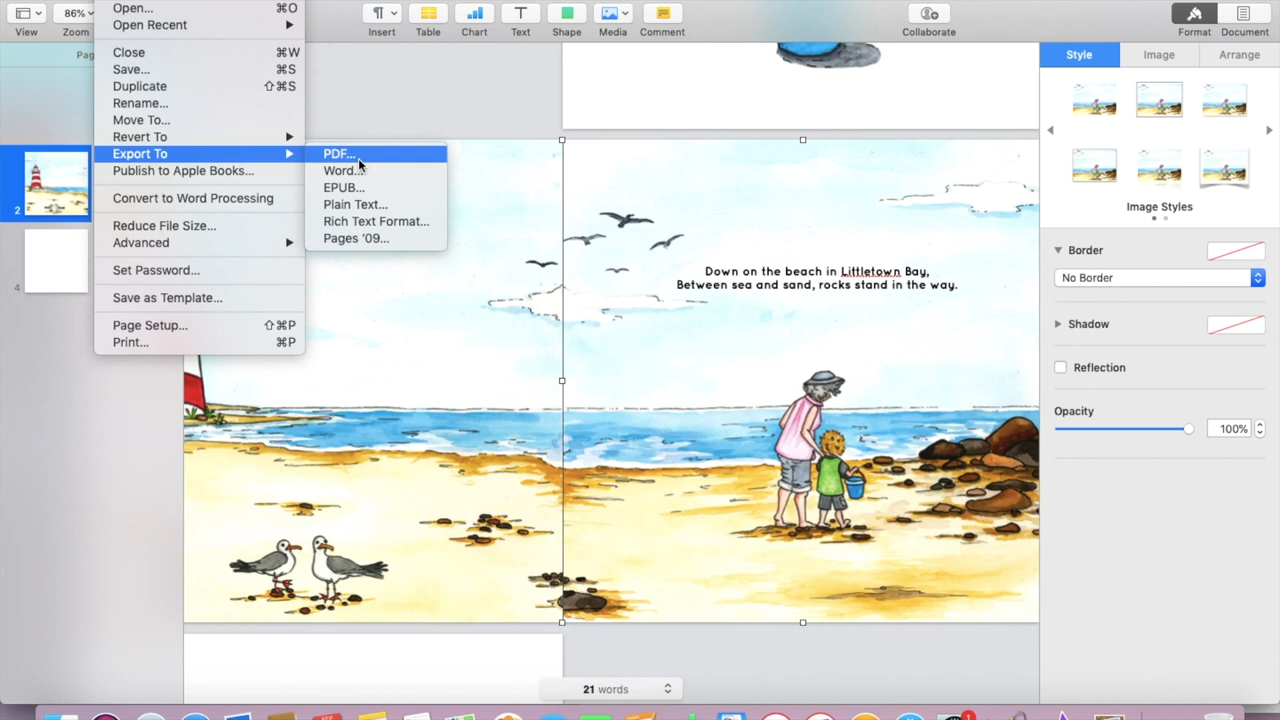 Open... ⌘O
Open Recent
Close ⌘W
Save... ⌘S
Duplicate ⇧⌘S
Rename...
Move To...
Revert To
Export To
Publish to Apple Books...
Convert to Word Processing
Reduce File Size...
Advanced
Set Password...
Save as Template...
Page Setup... ⇧⌘P
Print... ⌘P
PDF...
Word...
EPUB...
Plain Text...
Rich Text Format...
Pages '09...
View
86%
Zoom
Insert
Table
Chart
Text
Shape
Media
Comment
Collaborate
Format
Document
2
4
Down on the beach in Littletown Bay,
Between sea and sand, rocks stand in the way.
21 words
Style
Image
Arrange
Image Styles
Border
No Border
Shadow
Reflection
Opacity
100%